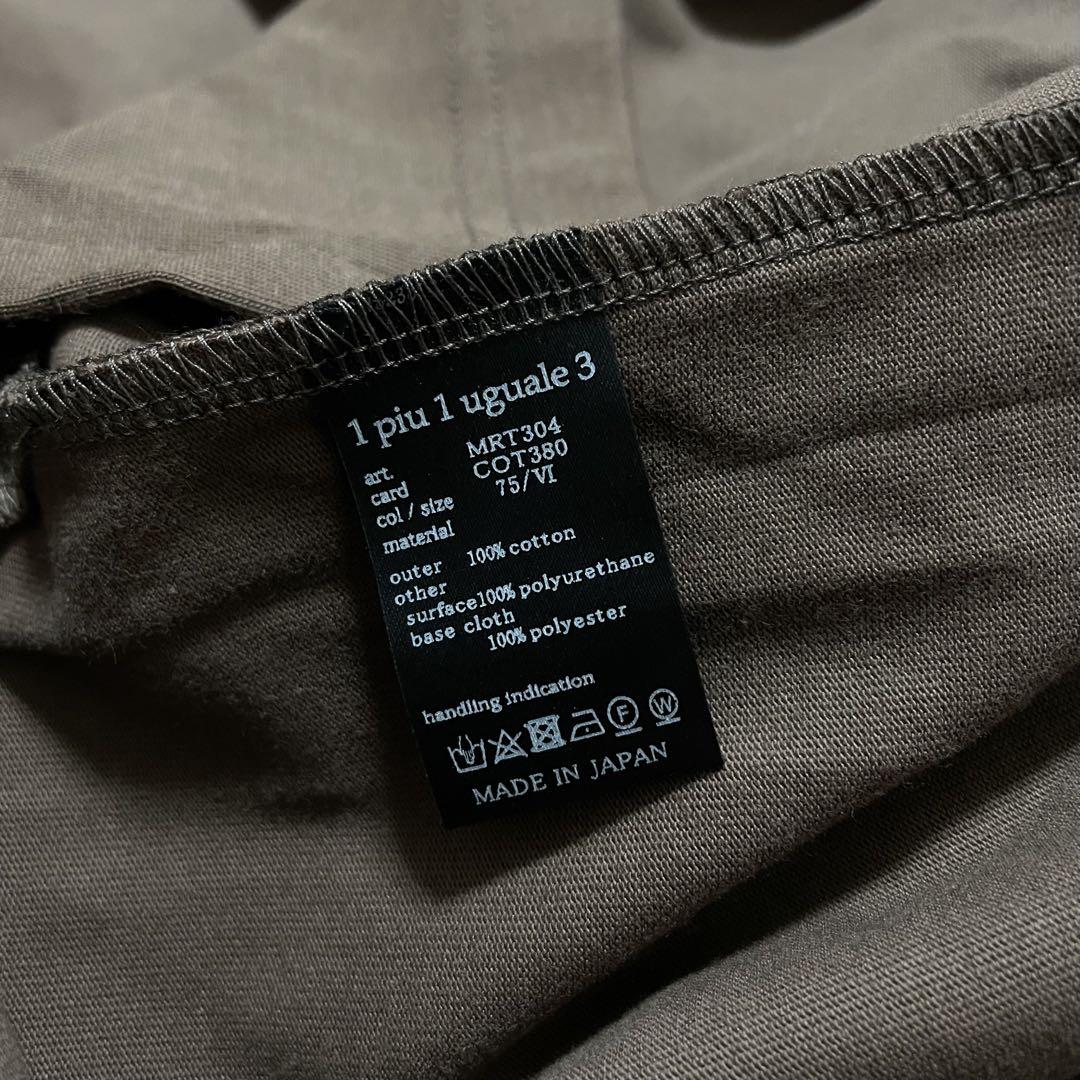 1 piu 1 uguale 3
art. MRT304
card COT380
col / size 75/VI
material
outer 100% cotton
other
surface100% polyurethane
base cloth
100% polyester
handling indication
F W
MADE IN JAPAN